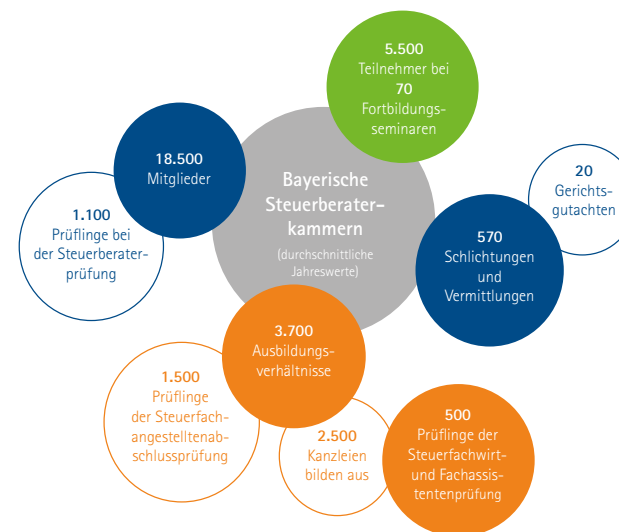 5.500
Teilnehmer bei
70
Fortbildungs-
seminaren
18.500
Mitglieder
Bayerische
Steuerberater-
kammern
(durchschnittliche
Jahreswerte)
20
Gerichts-
gutachten
1.100
Prüflinge bei
der Steuerberater-
prüfung
570
Schlichtungen
und
Vermittlungen
3.700
Ausbildungs-
verhältnisse
1.500
Prüflinge
der Steuerfach-
angestelltenab-
schlussprüfung
2.500
Kanzleien
bilden aus
500
Prüflinge der
Steuerfachwirt-
und Fachassis-
tentenprüfung